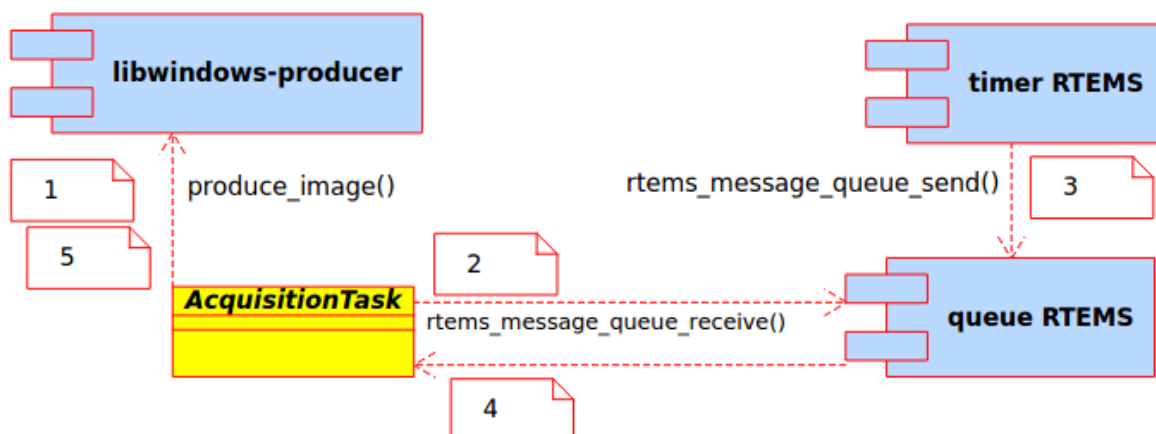 libwindows-producer
timer RTEMS
1
produce_image()
rtems_message_queue_send()
3
5
2
AcquisitionTask
rtems_message_queue_receive()
queue RTEMS
4